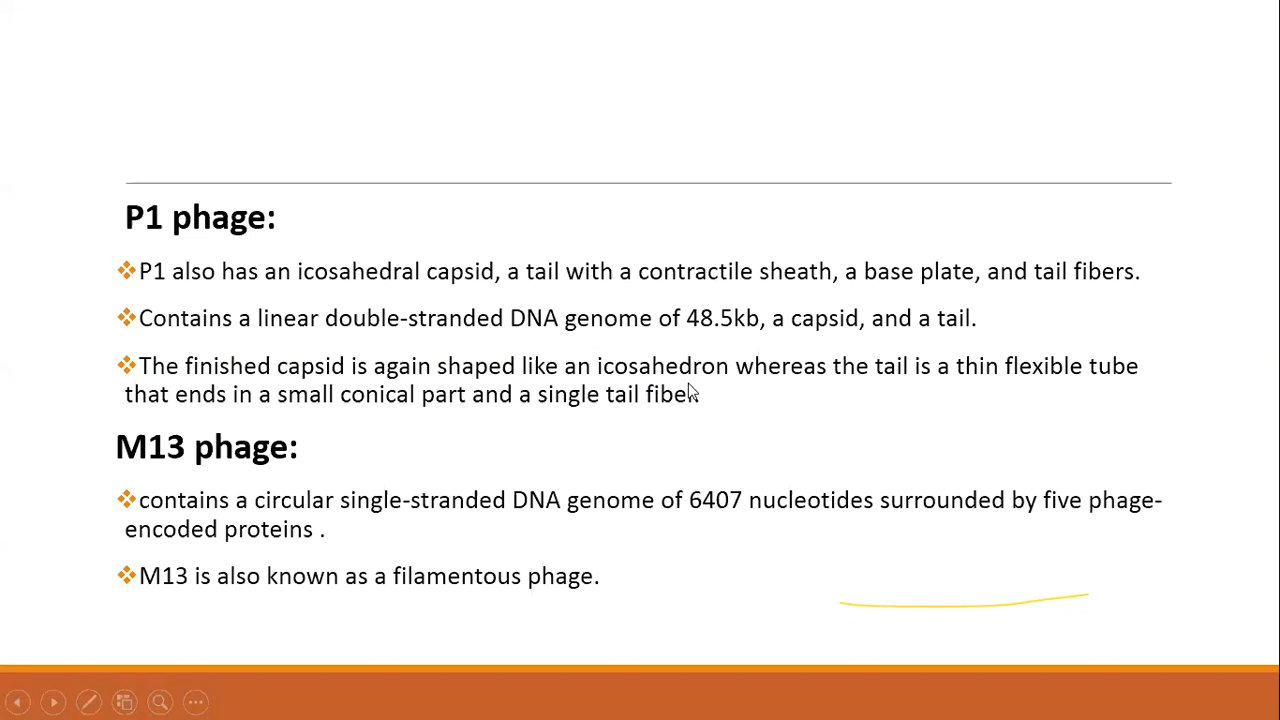 P1 phage:
P1 also has an icosahedral capsid, a tail with a contractile sheath, a base plate, and tail fibers.
Contains a linear double-stranded DNA genome of 48.5kb, a capsid, and a tail.
The finished capsid is again shaped like an icosahedron whereas the tail is a thin flexible tube
that ends in a small conical part and a single tail fiber
M13 phage:
contains a circular single-stranded DNA genome of 6407 nucleotides surrounded by five phage-
encoded proteins .
M13 is also known as a filamentous phage.